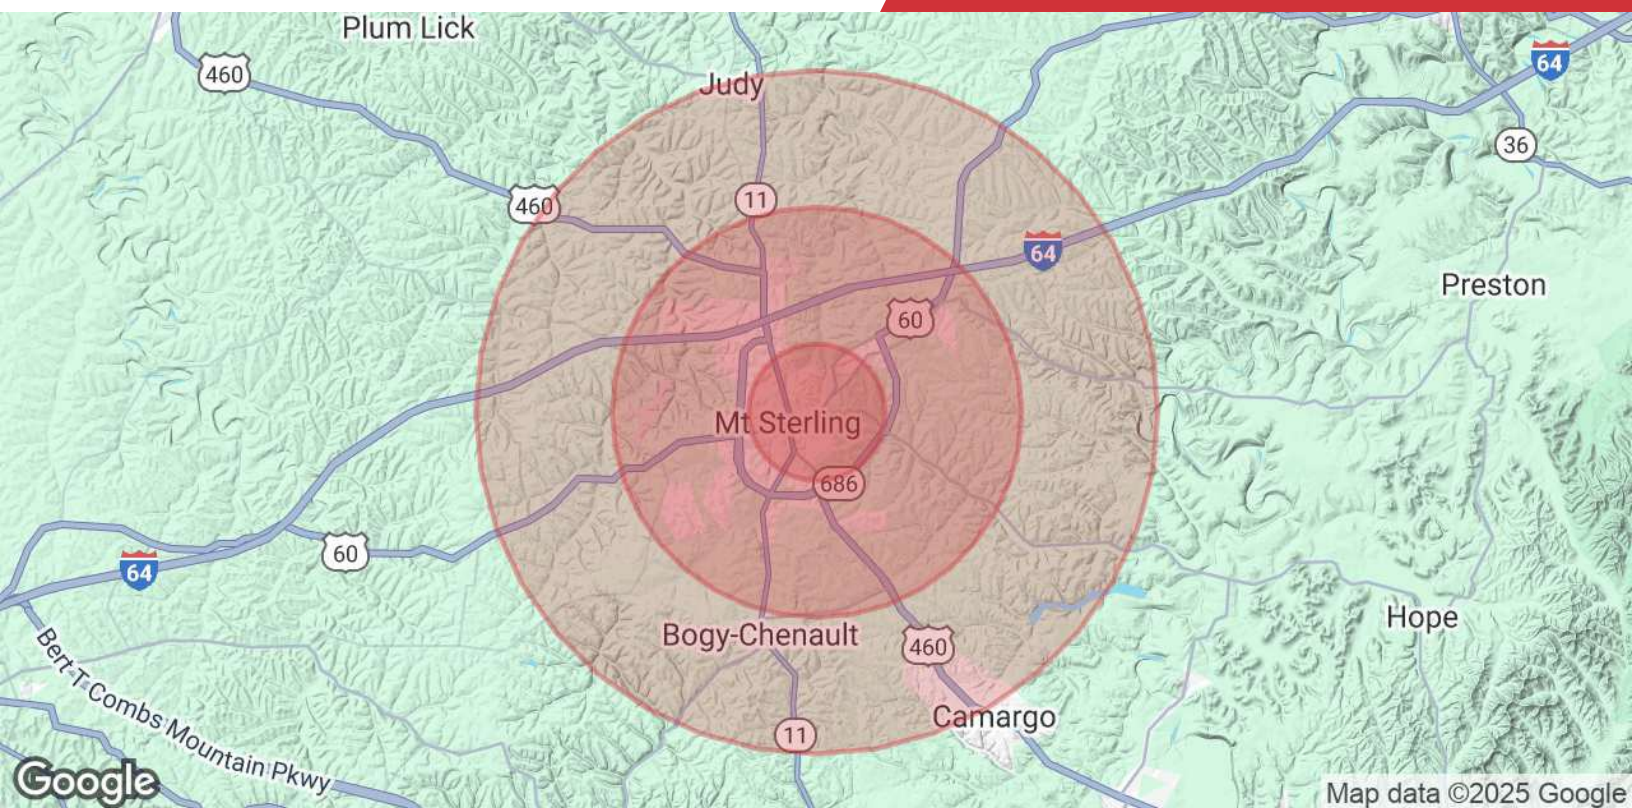 Plum Lick
460
64
Judy
36
460
11
64
Preston
60
Mt Sterling
686
60
64
Hope
Bogy-Chenault
460
Bert T Combs Mountain Pkwy
Camargo
11
Google
Map data ©2025 Google